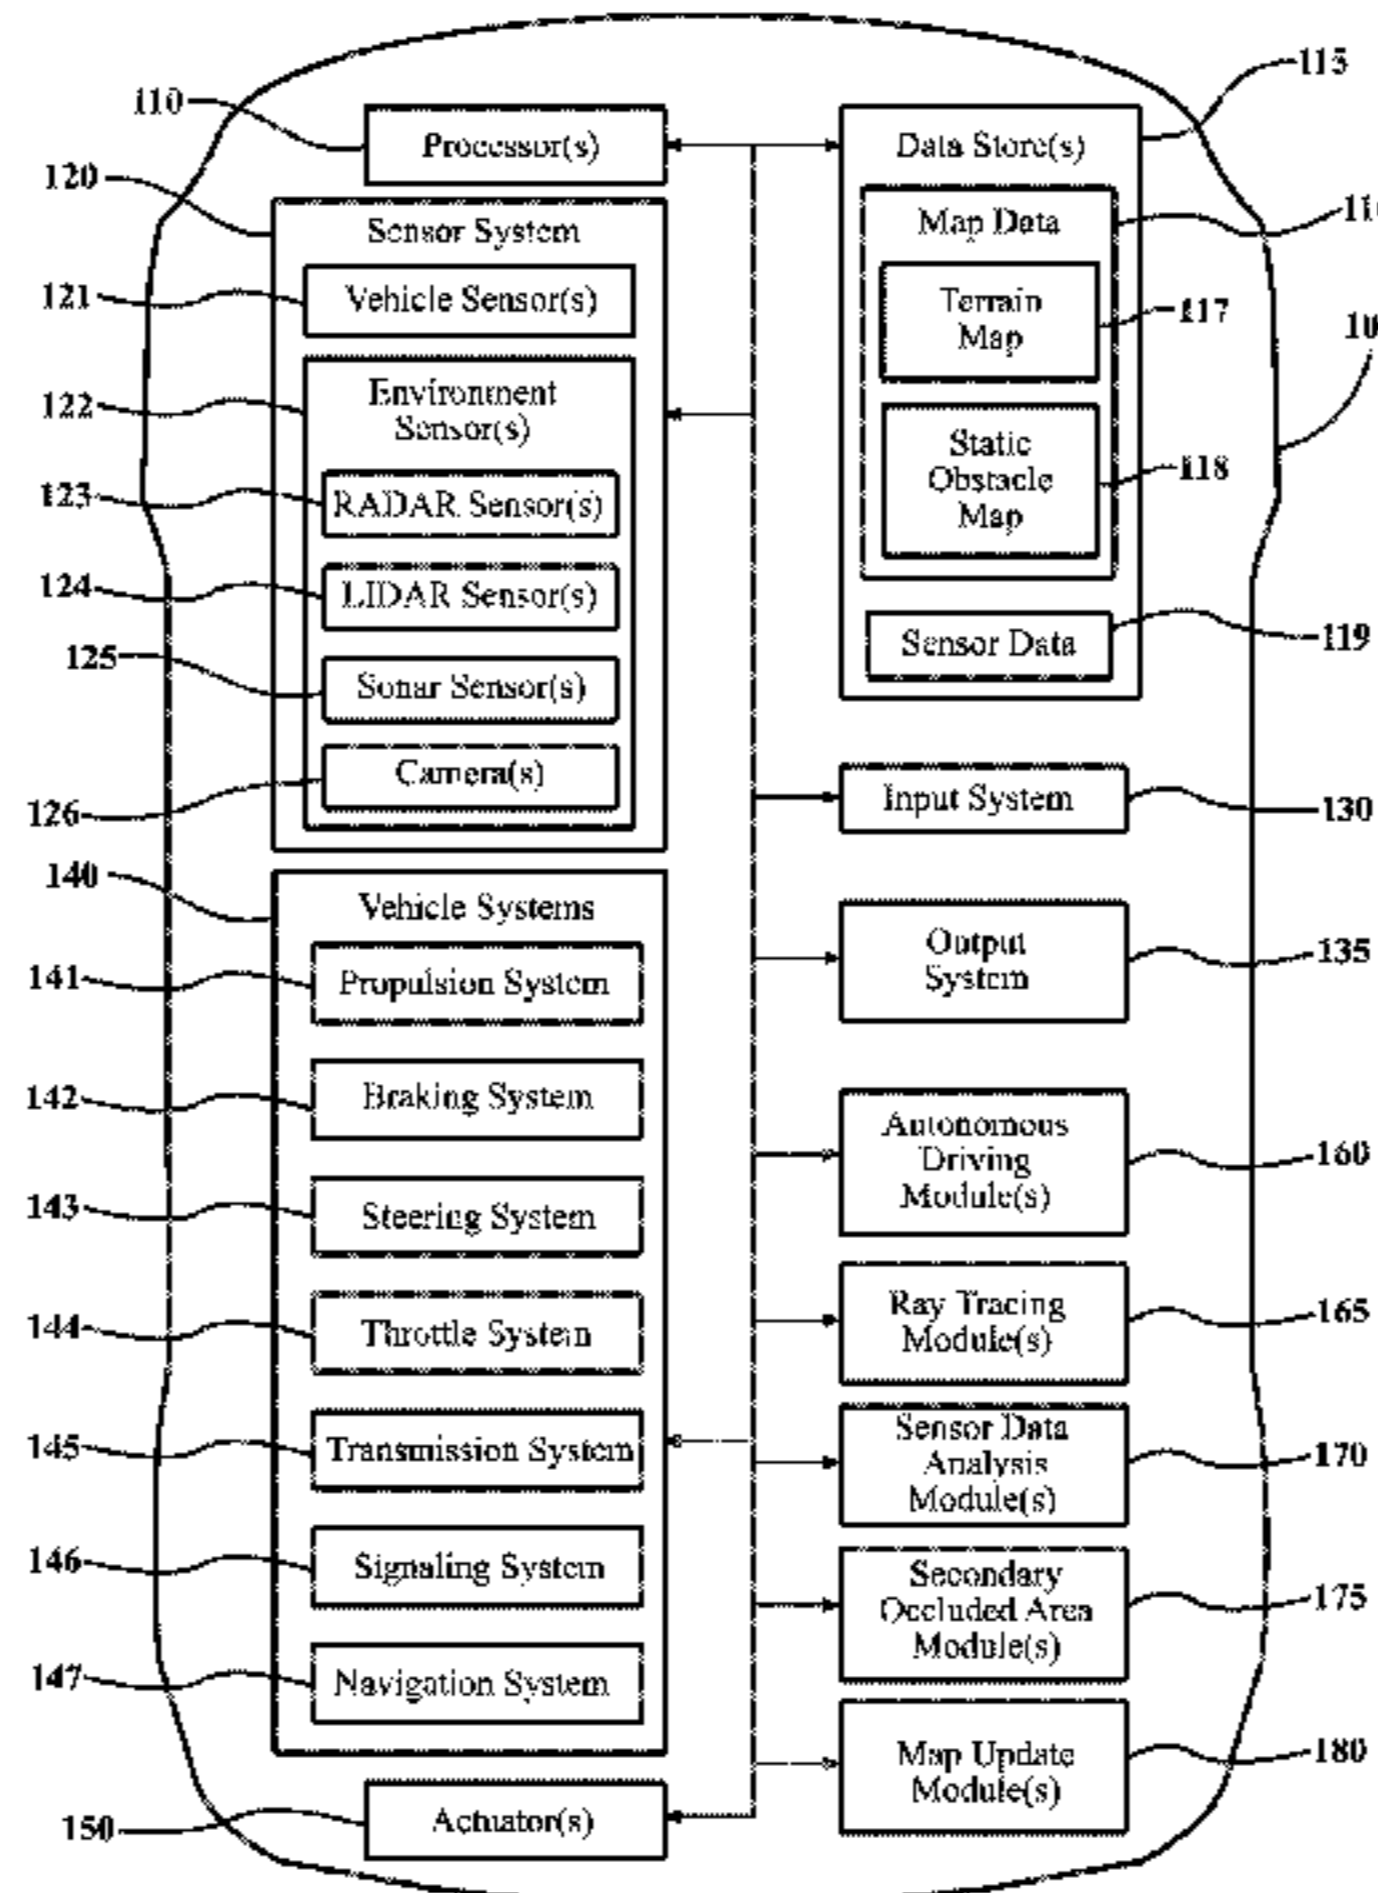 110
Processor(s)
120
Sensor System
121
Vehicle Sensor(s)
122
Environment
Sensor(s)
123
RADAR Sensor(s)
124
LIDAR Sensor(s)
125
Sonar Sensor(s)
126
Camera(s)
140
Vehicle Systems
141
Propulsion System
142
Braking System
143
Steering System
144
Throttle System
145
Transmission System
146
Signaling System
147
Navigation System
150
Actuator(s)
115
Data Store(s)
Map Data
Terrain
Map
117
Static
Obstacle
Map
118
Sensor Data
119
10
Input System
130
Output
System
135
Autonomous
Driving
Module(s)
160
Ray Tracing
Module(s)
165
Sensor Data
Analysis
Module(s)
170
Secondary
Occluded Area
Module(s)
175
Map Update
Module(s)
180